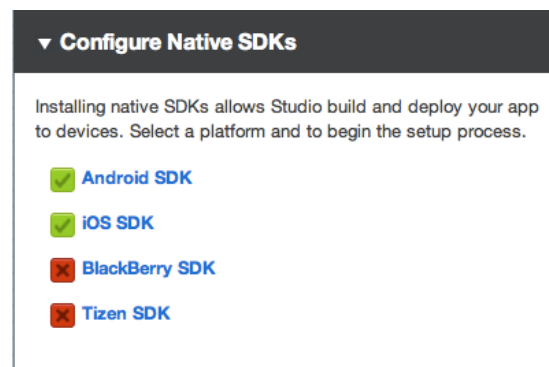 Configure Native SDKs
Installing native SDKs allows Studio build and deploy your app
to devices. Select a platform and to begin the setup process.
Android SDK
iOS SDK
BlackBerry SDK
Tizen SDK